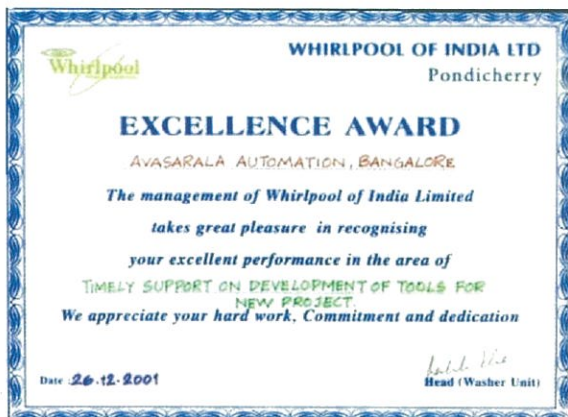 Whirlpool
WHIRLPOOL OF INDIA LTD
Pondicherry
EXCELLENCE AWARD
AVASARALA AUTOMATION, BANGALORE
The management of Whirlpool of India Limited
takes great pleasure in recognising
your excellent performance in the area of
TIMELY SUPPORT ON DEVELOPMENT OF TOOLS FOR
NEW PROJECT.
We appreciate your hard work, Commitment and dedication
Date :26.12.2001
Head (Washer Unit)